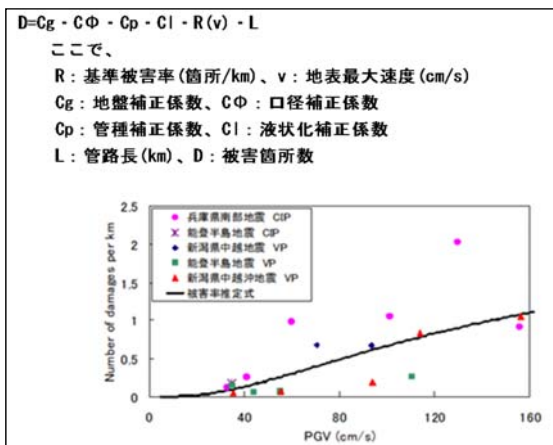 D=Cg・CΦ・Cp・Cl・R(v)・L
ここで、
R：基準被害率(箇所/km)、v：地表最大速度(cm/s)
Cg：地盤補正係数、CΦ：口径補正係数
Cp：管種補正係数、Cl：液状化補正係数
L：管路長(km)、D：被害箇所数
Number of damages per km
2.5
2
1.5
1
0.5
0
兵庫県南部地震 CIP
能登半島地震 CIP
新潟県中越地震 VP
能登半島地震 VP
新潟県中越沖地震 VP
被害率推定式
0
40
80
120
160
PGV (cm/s)